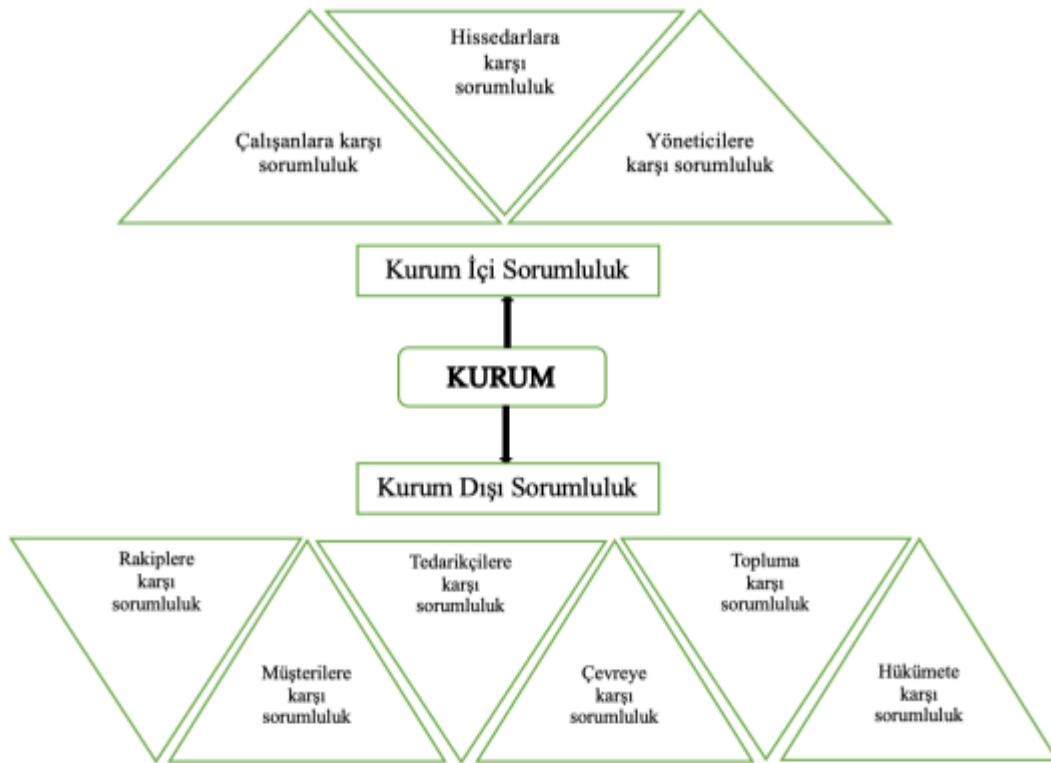 Hissedarlara
karşı
sorumluluk
Çalışanlara karşı
sorumluluk
Yöneticilere
karşı sorumluluk
Kurum İçi Sorumluluk
KURUM
Kurum Dışı Sorumluluk
Rakiplere
karşı
sorumluluk
Müşterilere
karşı
sorumluluk
Tedarikçilere
karşı
sorumluluk
Çevreye
karşı
sorumluluk
Topluma
karşı
sorumluluk
Hükümete
karşı
sorumluluk